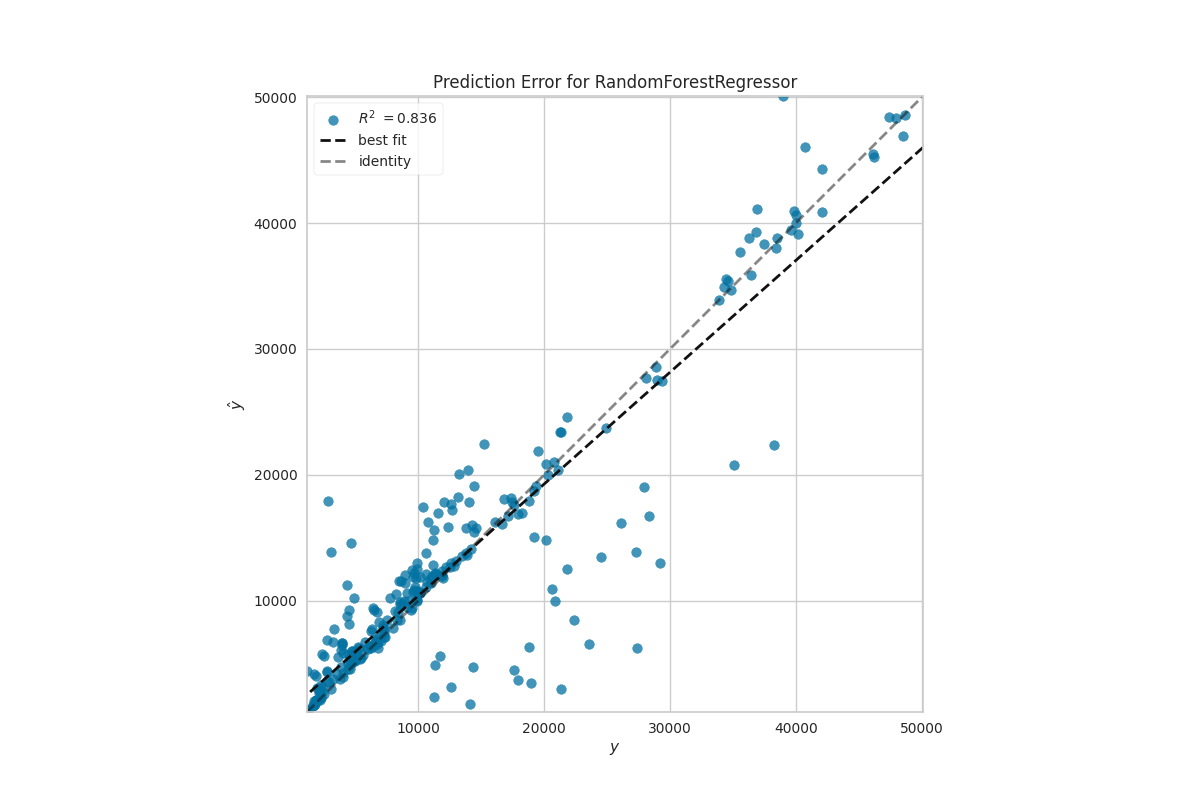 Prediction Error for RandomForestRegressor
R² = 0.836
best fit
identity
50000
40000
30000
20000
10000
ŷ
10000 20000 30000 40000 50000
y